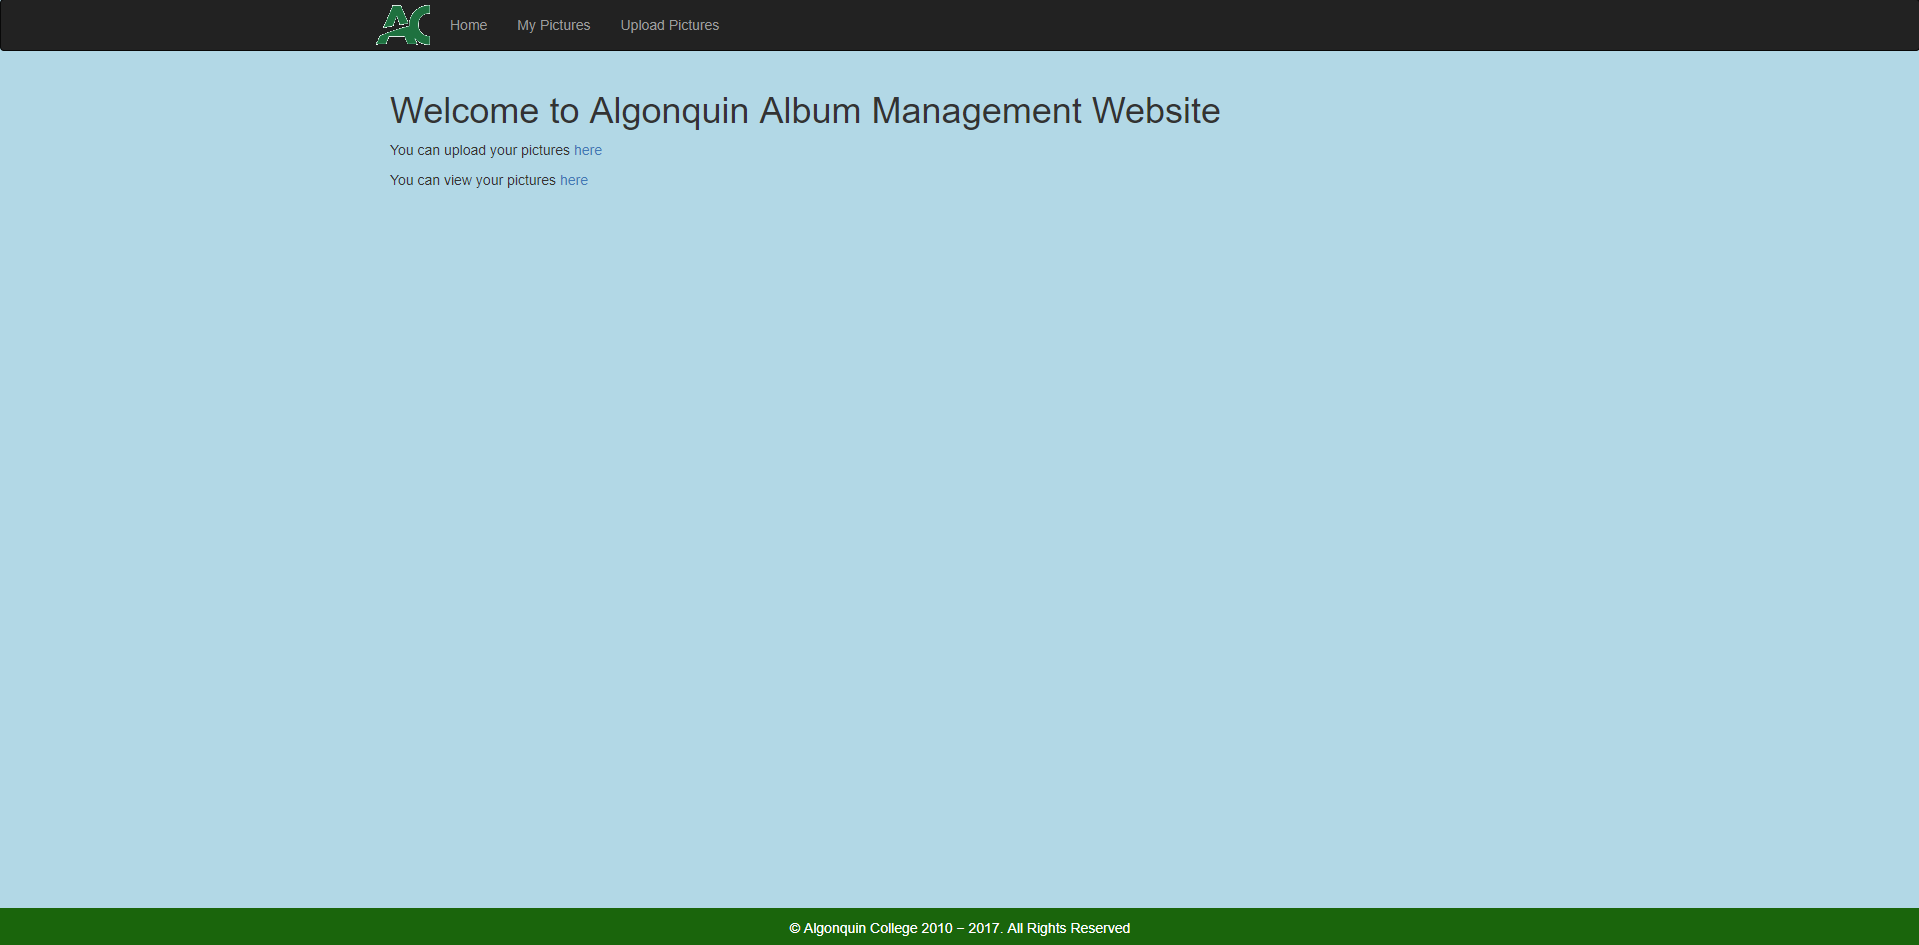 AC
Home My Pictures Upload Pictures
Welcome to Algonquin Album Management Website
You can upload your pictures here
You can view your pictures here
© Algonquin College 2010 – 2017. All Rights Reserved